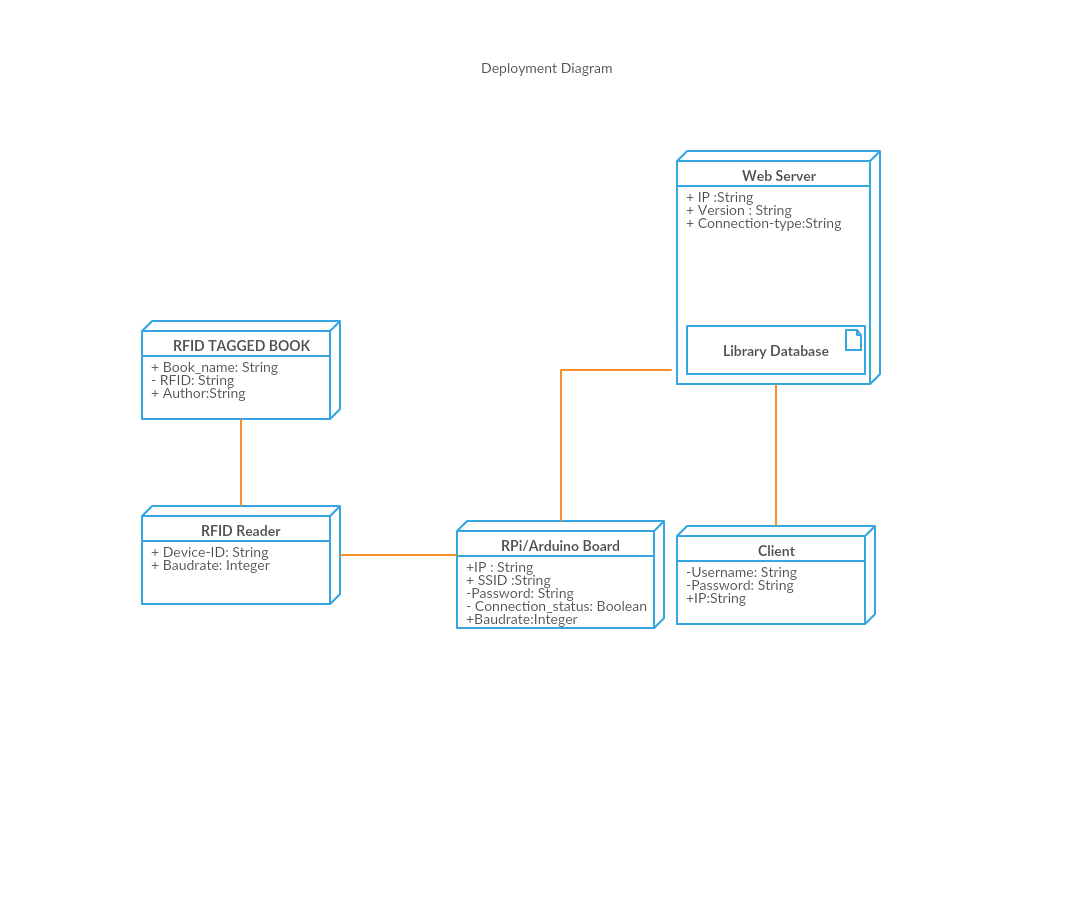 Deployment Diagram
Web Server
+ IP :String
+ Version : String
+ Connection-type:String
Library Database
RFID TAGGED BOOK
+ Book_name: String
- RFID: String
+ Author:String
RFID Reader
+ Device-ID: String
+ Baudrate: Integer
RPi/Arduino Board
+IP : String
+ SSID :String
-Password: String
- Connection_status: Boolean
+Baudrate:Integer
Client
-Username: String
-Password: String
+IP:String